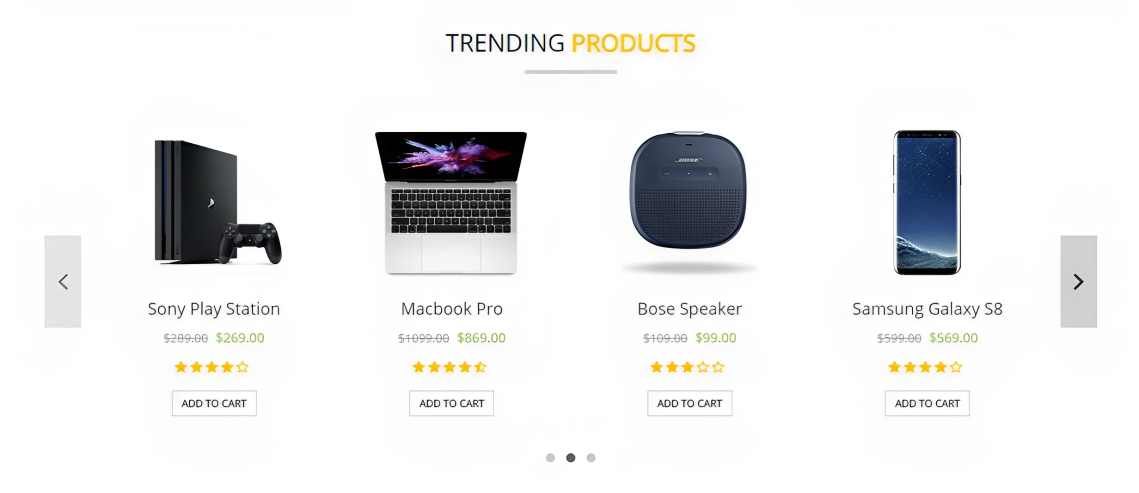 TRENDING PRODUCTS
BOSE
Sony Play Station
Macbook Pro
Bose Speaker
Samsung Galaxy S8
$289.00 $269.00
$1099.00 $869.00
$109.00 $99.00
$599.00 $569.00
ADD TO CART
ADD TO CART
ADD TO CART
ADD TO CART